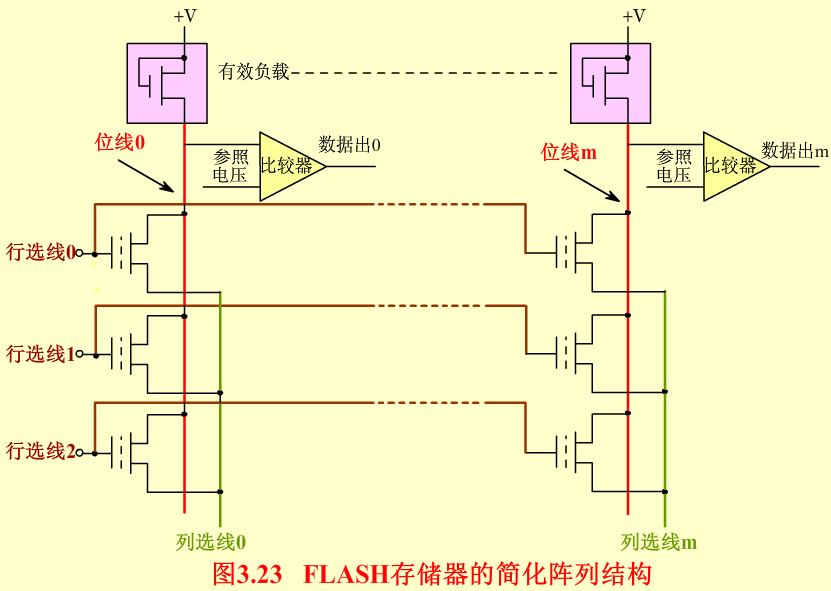 +V
+V
有效负载
位线0
参照
电压
比较器
数据出0
位线m
参照
电压
比较器
数据出m
行选线0
行选线1
行选线2
列选线0
列选线m
图3.23 FLASH存储器的简化阵列结构